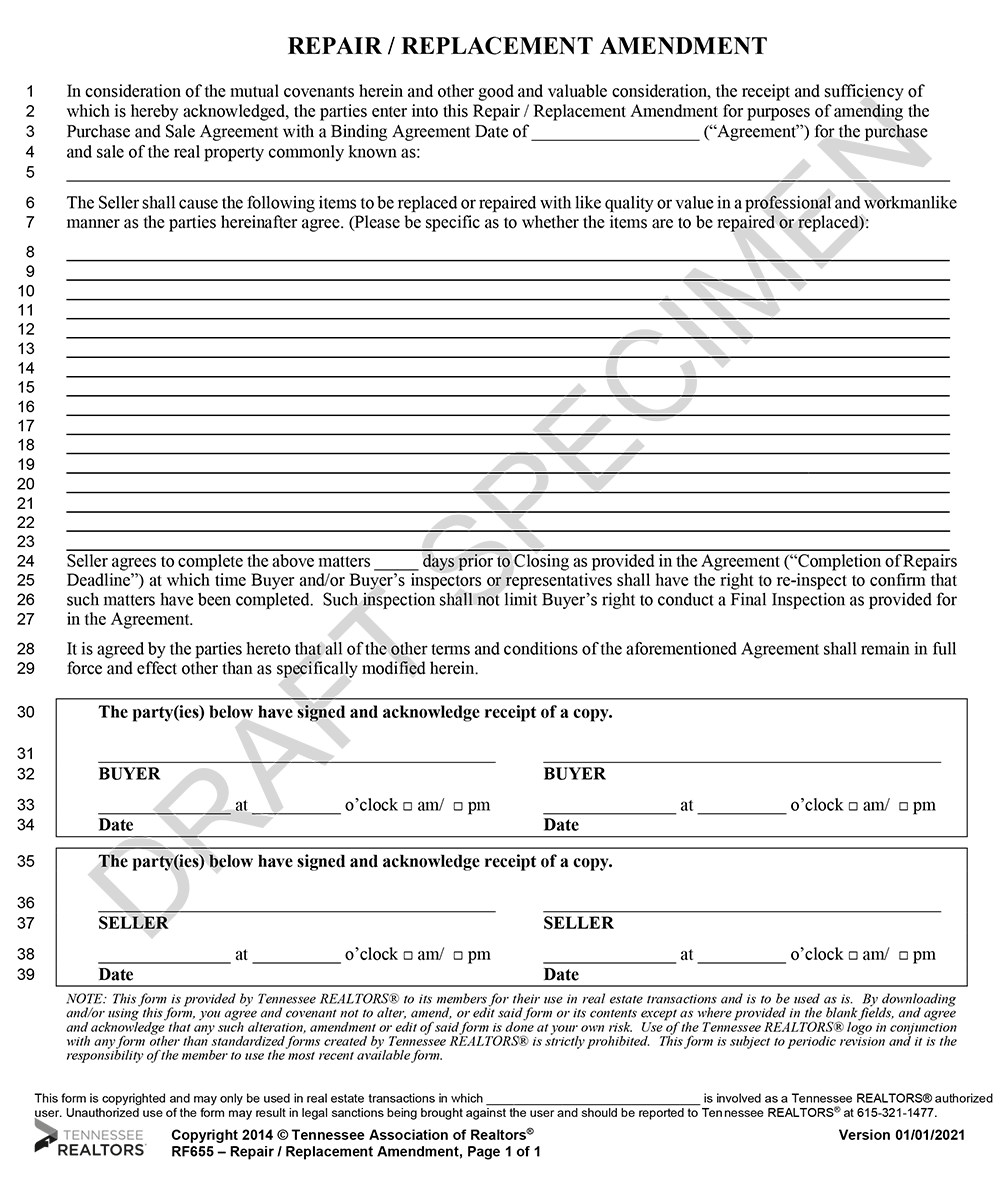 REPAIR / REPLACEMENT AMENDMENT
1 In consideration of the mutual covenants herein and other good and valuable consideration, the receipt and sufficiency of
2 which is hereby acknowledged, the parties enter into this Repair / Replacement Amendment for purposes of amending the
3 Purchase and Sale Agreement with a Binding Agreement Date of ___________________ (“Agreement”) for the purchase
4 and sale of the real property commonly known as:
5
6 The Seller shall cause the following items to be replaced or repaired with like quality or value in a professional and workmanlike
7 manner as the parties hereinafter agree. (Please be specific as to whether the items are to be repaired or replaced):
8
9
10
11
12
13
14
15
16
17
18
19
20
21
22
23
24 Seller agrees to complete the above matters _____ days prior to Closing as provided in the Agreement (“Completion of Repairs
25 Deadline”) at which time Buyer and/or Buyer’s inspectors or representatives shall have the right to re-inspect to confirm that
26 such matters have been completed. Such inspection shall not limit Buyer’s right to conduct a Final Inspection as provided for
27 in the Agreement.
28 It is agreed by the parties hereto that all of the other terms and conditions of the aforementioned Agreement shall remain in full
29 force and effect other than as specifically modified herein.
30 The party(ies) below have signed and acknowledge receipt of a copy.
31
32 BUYER BUYER
33 _______________ at __________ o’clock □ am/ □ pm _______________ at __________ o’clock □ am/ □ pm
34 Date Date
35 The party(ies) below have signed and acknowledge receipt of a copy.
36
37 SELLER SELLER
38 _______________ at __________ o’clock □ am/ □ pm _______________ at __________ o’clock □ am/ □ pm
39 Date Date
NOTE: This form is provided by Tennessee REALTORS® to its members for their use in real estate transactions and is to be used as is. By downloading
and/or using this form, you agree and covenant not to alter, amend, or edit said form or its contents except as where provided in the blank fields, and agree
and acknowledge that any such alteration, amendment or edit of said form is done at your own risk. Use of the Tennessee REALTORS® logo in conjunction
with any form other than standardized forms created by Tennessee REALTORS® is strictly prohibited. This form is subject to periodic revision and it is the
responsibility of the member to use the most recent available form.
This form is copyrighted and may only be used in real estate transactions in which ______________________________ is involved as a Tennessee REALTORS® authorized
user. Unauthorized use of the form may result in legal sanctions being brought against the user and should be reported to Tennessee REALTORS® at 615-321-1477.
TENNESSEE
REALTORS
Copyright 2014 © Tennessee Association of Realtors®
RF655 – Repair / Replacement Amendment, Page 1 of 1
Version 01/01/2021
DRAFT SPECIMEN